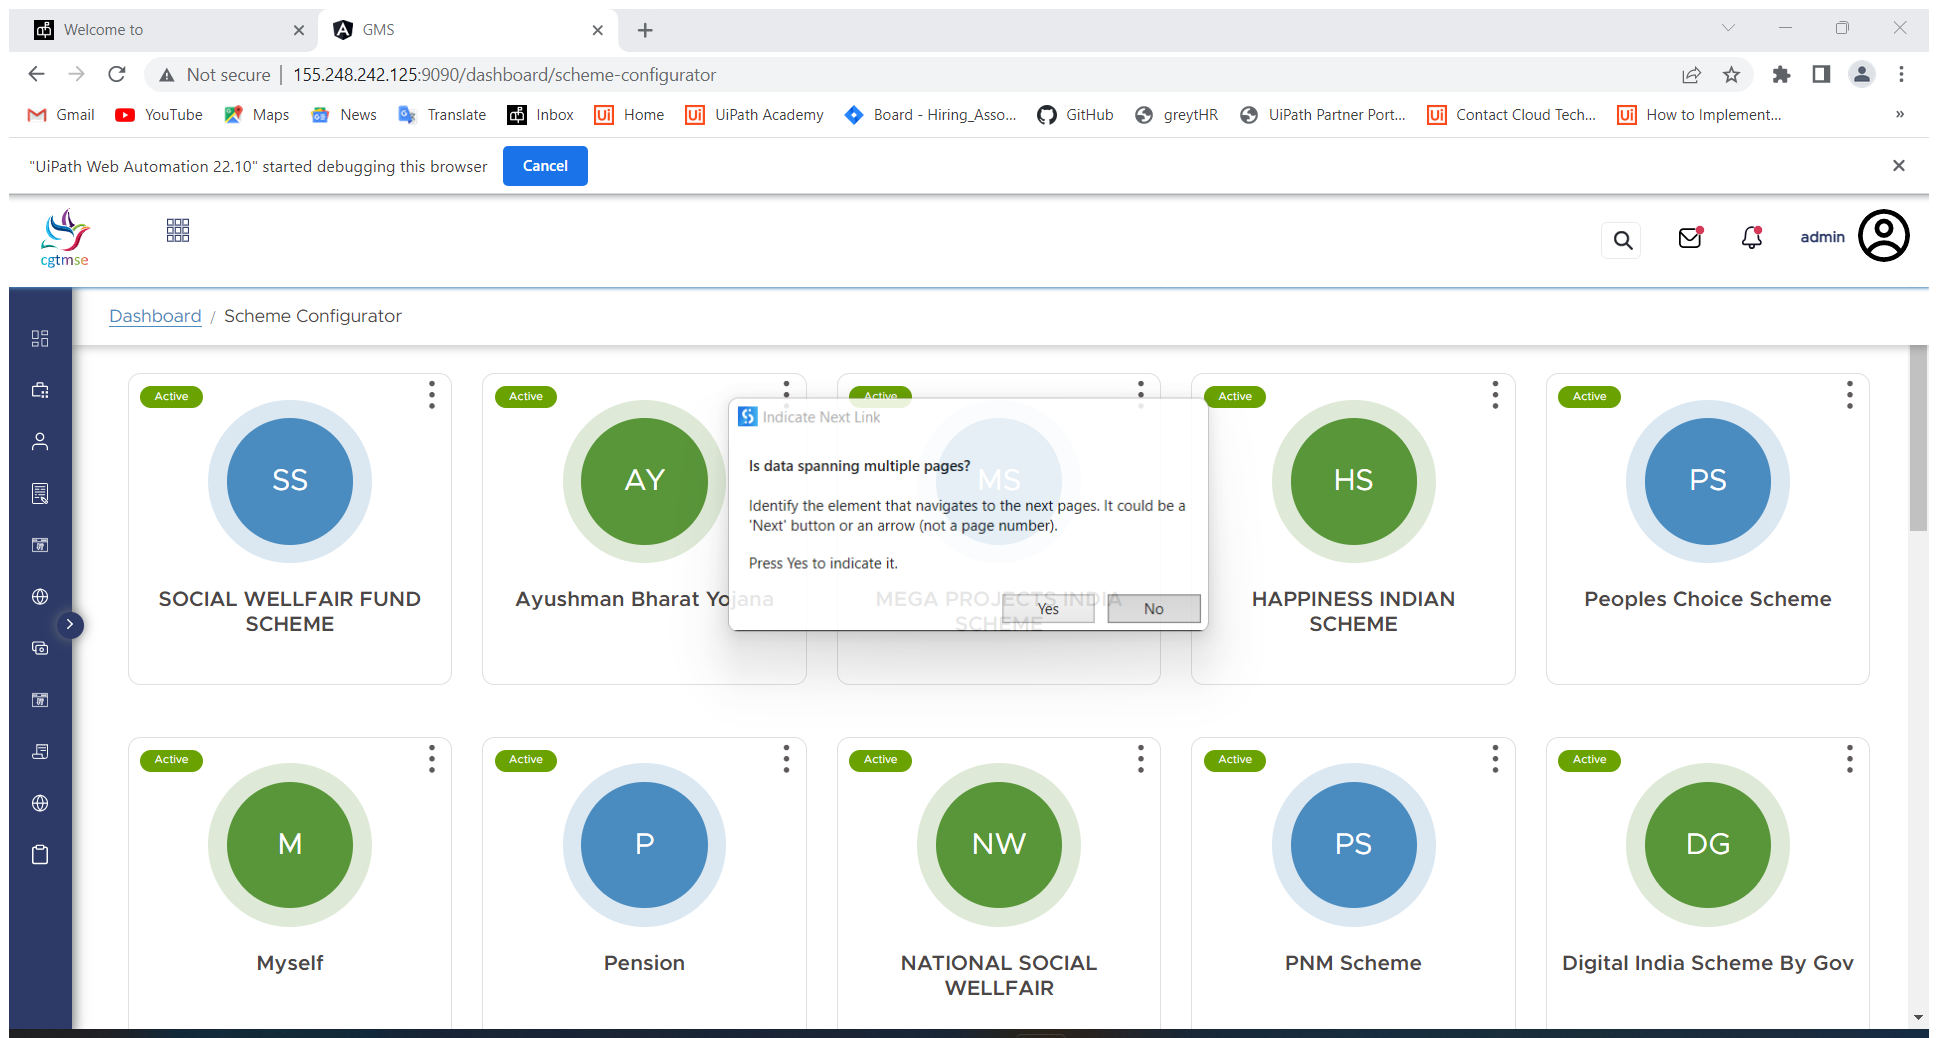 Welcome to
GMS
Not secure
155.248.242.125:9090/dashboard/scheme-configurator
Gmail
YouTube
Maps
News
Translate
Inbox
Home
UiPath Academy
Board - Hiring_Asso...
GitHub
greytHR
UiPath Partner Port...
Contact Cloud Tech...
How to Implement...
»
"UiPath Web Automation 22.10" started debugging this browser
Cancel
cgtmse
admin
Dashboard / Scheme Configurator
Active
SS
SOCIAL WELLFAIR FUND
SCHEME
Active
AY
Ayushman Bharat Yojana
Active
MS
MEGA PROJECTS INDIA
SCHEME
Active
HS
HAPPINESS INDIAN
SCHEME
Active
PS
Peoples Choice Scheme
Indicate Next Link
Is data spanning multiple pages?
Identify the element that navigates to the next pages. It could be a
'Next' button or an arrow (not a page number).
Press Yes to indicate it.
Yes
No
Active
M
Myself
Active
P
Pension
Active
NW
NATIONAL SOCIAL
WELLFAIR
Active
PS
PNM Scheme
Active
DG
Digital India Scheme By Gov